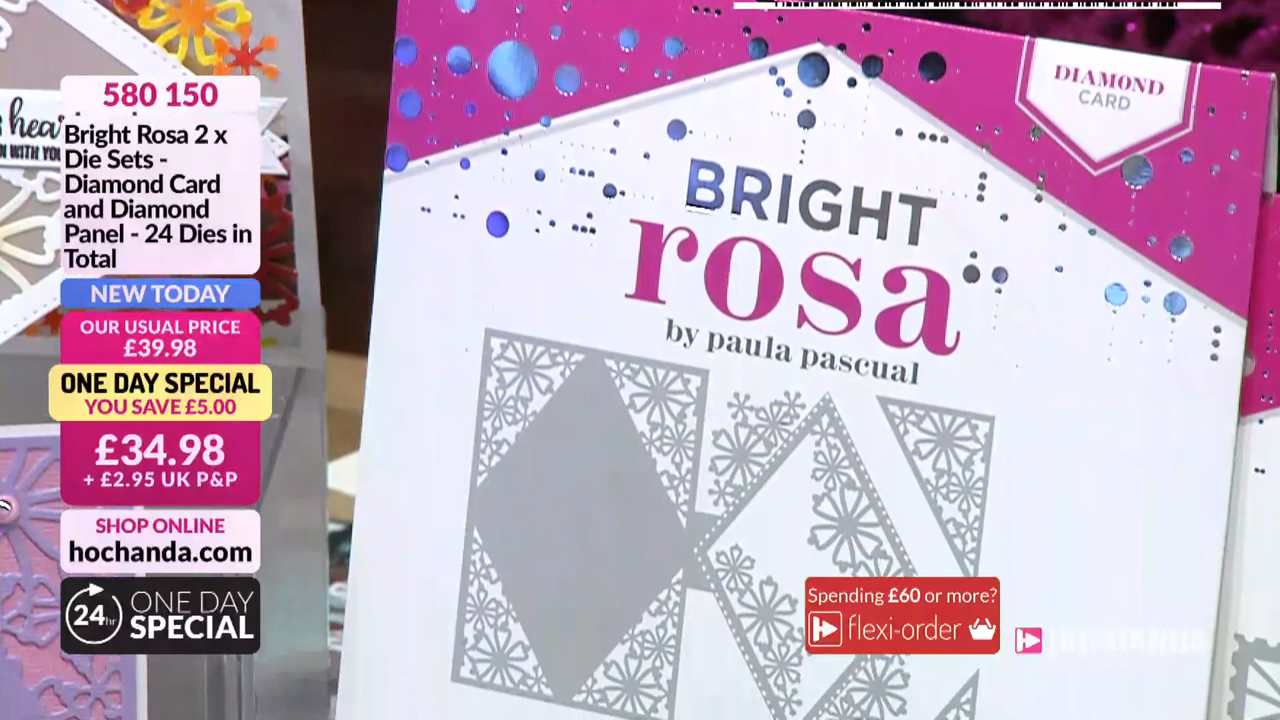 580 150
Bright Rosa 2 x
Die Sets -
Diamond Card
and Diamond
Panel - 24 Dies in
Total
NEW TODAY
OUR USUAL PRICE
£39.98
ONE DAY SPECIAL
YOU SAVE £5.00
£34.98
+ £2.95 UK P&P
SHOP ONLINE
hochanda.com
24hr
ONE DAY
SPECIAL
DIAMOND
CARD
BRIGHT
rosa
by paula pascual
Spending £60 or more?
flexi-order